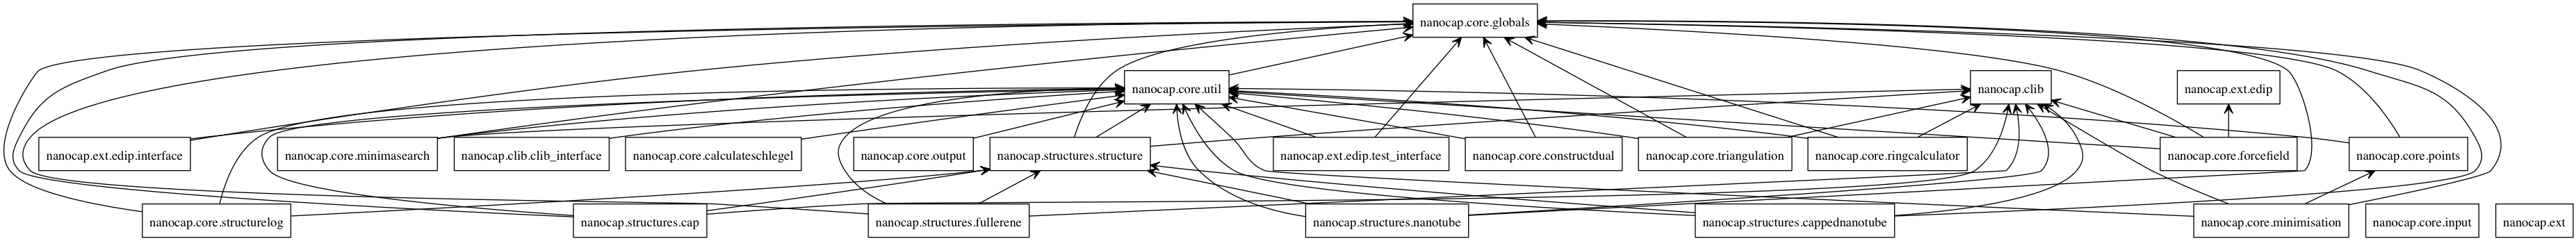 nanocap.core.globals
nanocap.core.util
nanocap.clib
nanocap.ext.edip
nanocap.ext.edip.interface
nanocap.core.minimasearch
nanocap.clib.clib_interface
nanocap.core.calculateschlegel
nanocap.core.output
nanocap.structures.structure
nanocap.ext.edip.test_interface
nanocap.core.constructdual
nanocap.core.triangulation
nanocap.core.ringcalculator
nanocap.core.forcefield
nanocap.core.points
nanocap.core.structurelog
nanocap.structures.cap
nanocap.structures.fullerene
nanocap.structures.nanotube
nanocap.structures.cappednanotube
nanocap.core.minimisation
nanocap.core.input
nanocap.ext